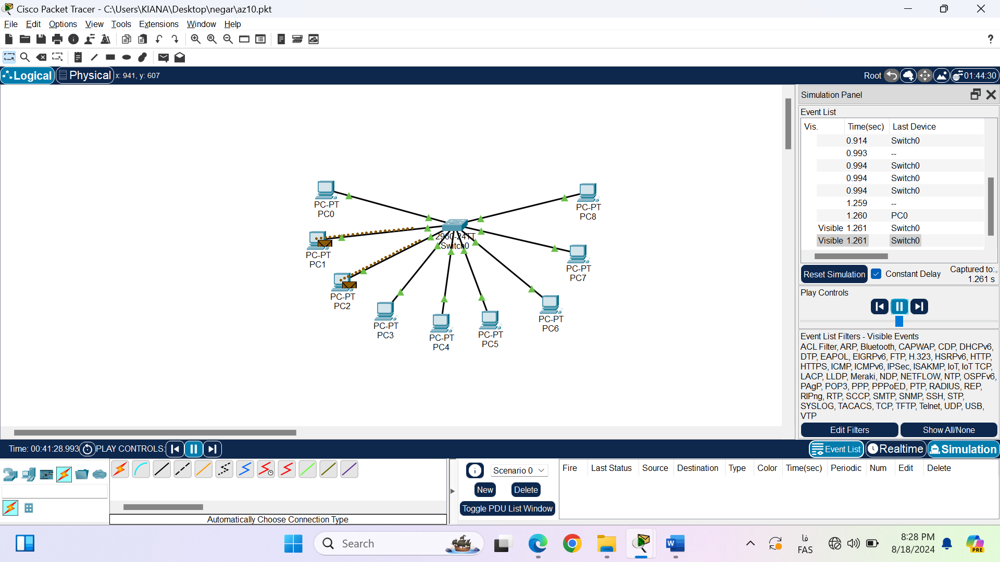 Cisco Packet Tracer - C:\Users\KIANA\Desktop\negar\az10.pkt
File Edit Options View Tools Extensions Window Help
?
Logical Physical x: 941, y: 607
Root 01:44:30
Simulation Panel
Event List
Vis. Time(sec) Last Device
0.914 Switch0
0.993 --
0.994 Switch0
0.994 Switch0
0.994 Switch0
1.259 --
1.260 PC0
Visible 1.261 Switch0
Visible 1.261 Switch0
Reset Simulation Constant Delay Captured to:*
1.261 s
Play Controls
Event List Filters - Visible Events
ACL Filter, ARP, Bluetooth, CAPWAP, CDP, DHCPv6,
DTP, EAPOL, EIGRPv6, FTP, H.323, HSRPv6, HTTP,
HTTPS, ICMP, ICMPv6, IPSec, ISAKMP, IoT, IoT TCP,
LACP, LLDP, Meraki, NDP, NETFLOW, NTP, OSPFv6,
PAgP, POP3, PPP, PPPoED, PTP, RADIUS, REP,
RIPng, RTP, SCCP, SMTP, SNMP, SSH, STP,
SYSLOG, TACACS, TCP, TFTP, Telnet, UDP, USB,
VTP
Edit Filters Show All/None
PC-PT
PC0
PC-PT
PC8
2960-24TT
Switch0
PC-PT
PC1
PC-PT
PC7
PC-PT
PC2
PC-PT
PC6
PC-PT
PC3
PC-PT
PC5
PC-PT
PC4
Time: 00:41:28.993 PLAY CONTROLS:
Event List Realtime Simulation
Scenario 0
New Delete
Toggle PDU List Window
Fire Last Status Source Destination Type Color Time(sec) Periodic Num Edit Delete
Automatically Choose Connection Type
Search
فا
FAS
8:28 PM
8/18/2024
PRE